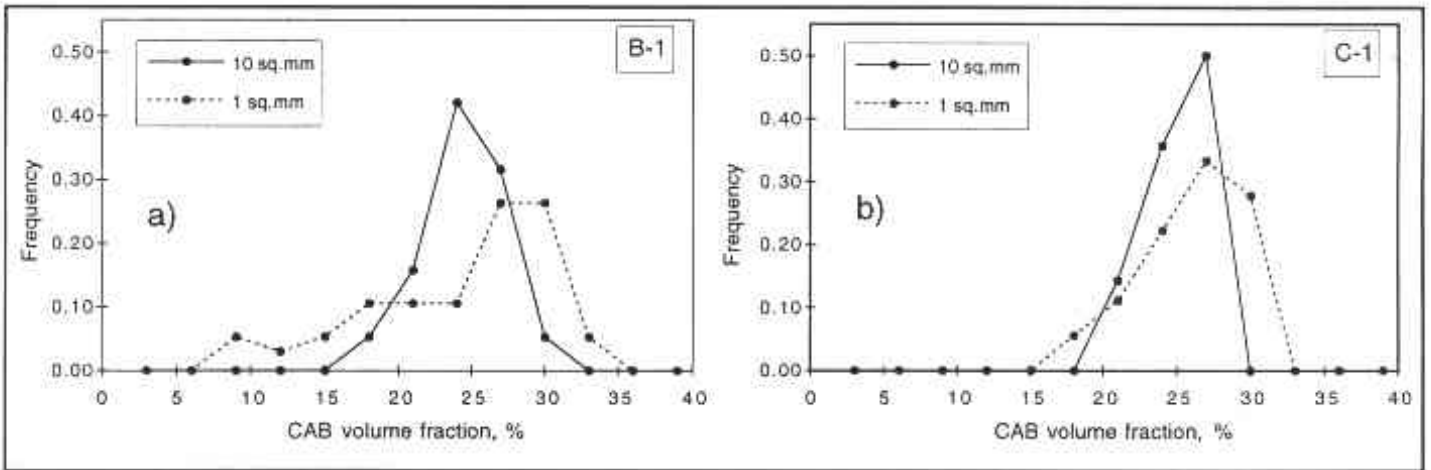 B-1
10 sq.mm
1 sq.mm
a)
Frequency
0.50
0.40
0.30
0.20
0.10
0.00
0 5 10 15 20 25 30 35 40
CAB volume fraction, %
C-1
10 sq.mm
1 sq.mm
b)
Frequency
0.50
0.40
0.30
0.20
0.10
0.00
0 5 10 15 20 25 30 35 40
CAB volume fraction, %